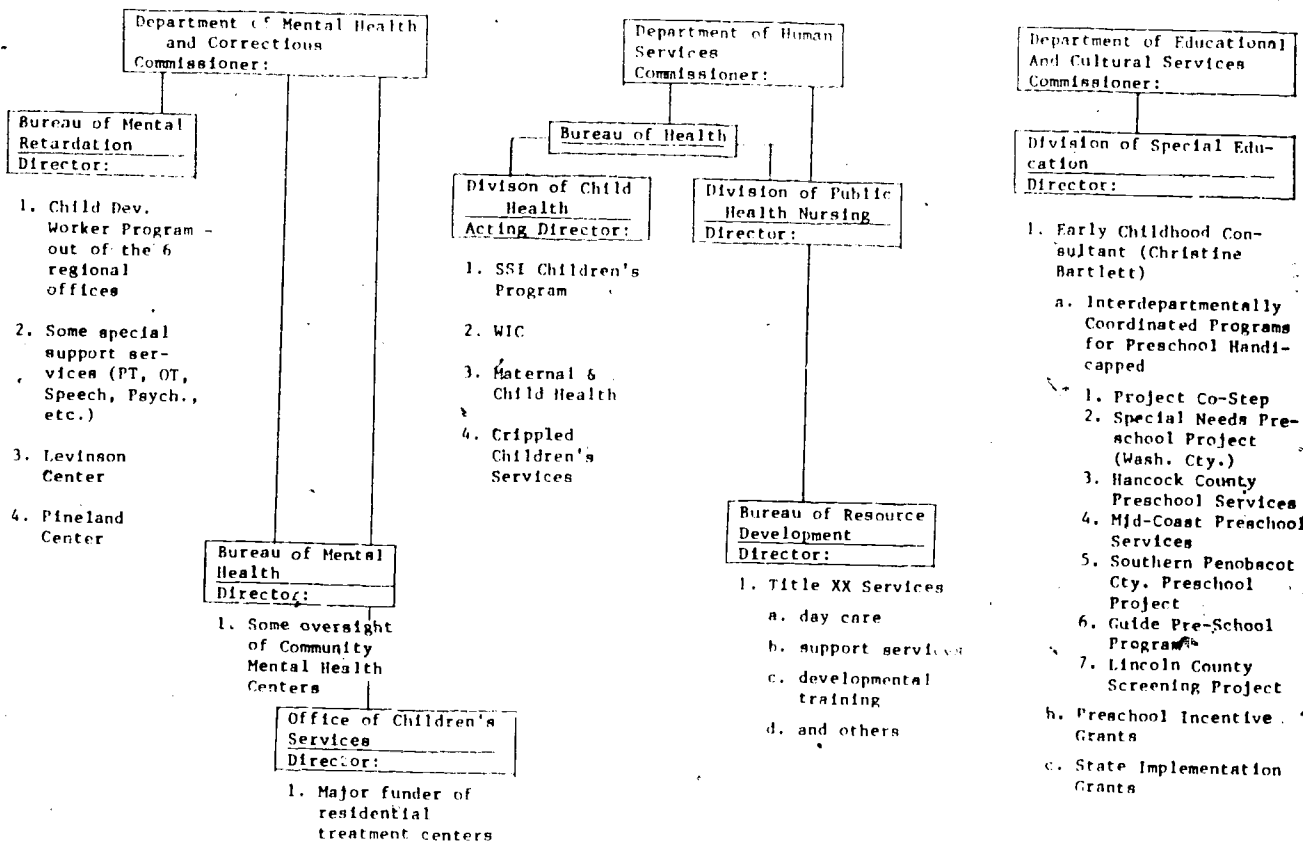 Department of Mental Health
and Corrections
Commissioner:
Bureau of Mental
Retardation
Director:
1. Child Dev.
Worker Program -
out of the 6
regional
offices
2. Some special
support ser-
vices (PT, OT,
Speech, Psych.,
etc.)
3. Levinson
Center
4. Pineland
Center
Bureau of Mental
Health
Director:
1. Some oversight
of Community
Mental Health
Centers
Office of Children's
Services
Director:
1. Major funder of
residential
treatment centers
Department of Human
Services
Commissioner:
Bureau of Health
Divison of Child
Health
Acting Director:
1. SSI Children's
Program
2. WIC
3. Maternal &
Child Health
4. Crippled
Children's
Services
Division of Public
Health Nursing
Director:
Bureau of Resource
Development
Director:
1. Title XX Services
a. day care
b. support services
c. developmental
training
d. and others
Department of Educational
And Cultural Services
Commissioner:
Division of Special Edu-
cation
Director:
1. Early Childhood Con-
sultant (Christine
Bartlett)
a. Interdepartmentally
Coordinated Programs
for Preschool Handi-
capped
1. Project Co-Step
2. Special Needs Pre-
school Project
(Wash. Cty.)
3. Hancock County
Preschool Services
4. Mid-Coast Preschool
Services
5. Southern Penobscot
Cty. Preschool
Project
6. Guide Pre-School
Program
7. Lincoln County
Screening Project
b. Preschool Incentive
Grants
c. State Implementation
Grants